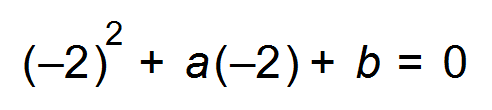 (–2)² + a(–2) + b = 0